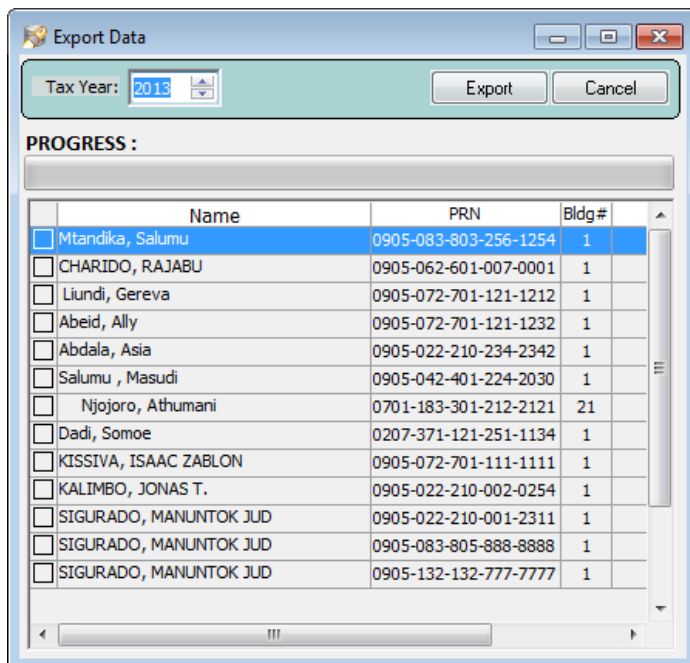 Export Data
Tax Year: 2013 Export Cancel
PROGRESS :
Name PRN Bldg#
Mtandika, Salumu 0905-083-803-256-1254 1
CHARIDO, RAJABU 0905-062-601-007-0001 1
Liundi, Gereva 0905-072-701-121-1212 1
Abeid, Ally 0905-072-701-121-1232 1
Abdala, Asia 0905-022-210-234-2342 1
Salumu , Masudi 0905-042-401-224-2030 1
Njojoro, Athumani 0701-183-301-212-2121 21
Dadi, Somoe 0207-371-121-251-1134 1
KISSIVA, ISAAC ZABLON 0905-072-701-111-1111 1
KALIMBO, JONAS T. 0905-022-210-002-0254 1
SIGURADO, MANUNTOK JUD 0905-022-210-001-2311 1
SIGURADO, MANUNTOK JUD 0905-083-805-888-8888 1
SIGURADO, MANUNTOK JUD 0905-132-132-777-7777 1